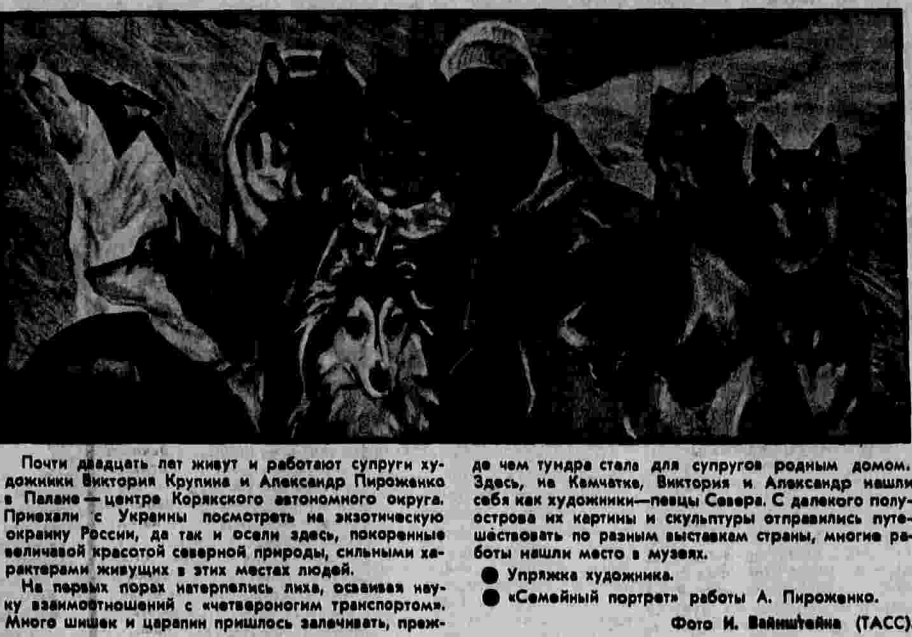 Почти двадцать лет живут и работают супруги ху-
дожники Виктория Крупина и Александр Пироженко
в Палане — центре Корякского автономного округа.
Приехали с Украины посмотреть на экзотическую
окраину России, да так и осели здесь, покоренные
величавой красотой северной природы, сильными ха-
рактерами живущих в этих местах людей.
На первых порах натерпелись лиха, осваивая нау-
ку взаимоотношений с «четвероногим транспортом».
Много шишек и царапин пришлось залечивать, преж-
де чем тундра стала для супругов родным домом.
Здесь, на Камчатке, Виктория и Александр нашли
себя как художники—певцы Севера. С далекого полу-
острова их картины и скульптуры отправились путе-
шествовать по разным выставкам страны, многие ра-
боты нашли место в музеях.
● Упряжка художника.
● «Семейный портрет» работы А. Пироженко.
Фото И. Вайнштейна (ТАСС)